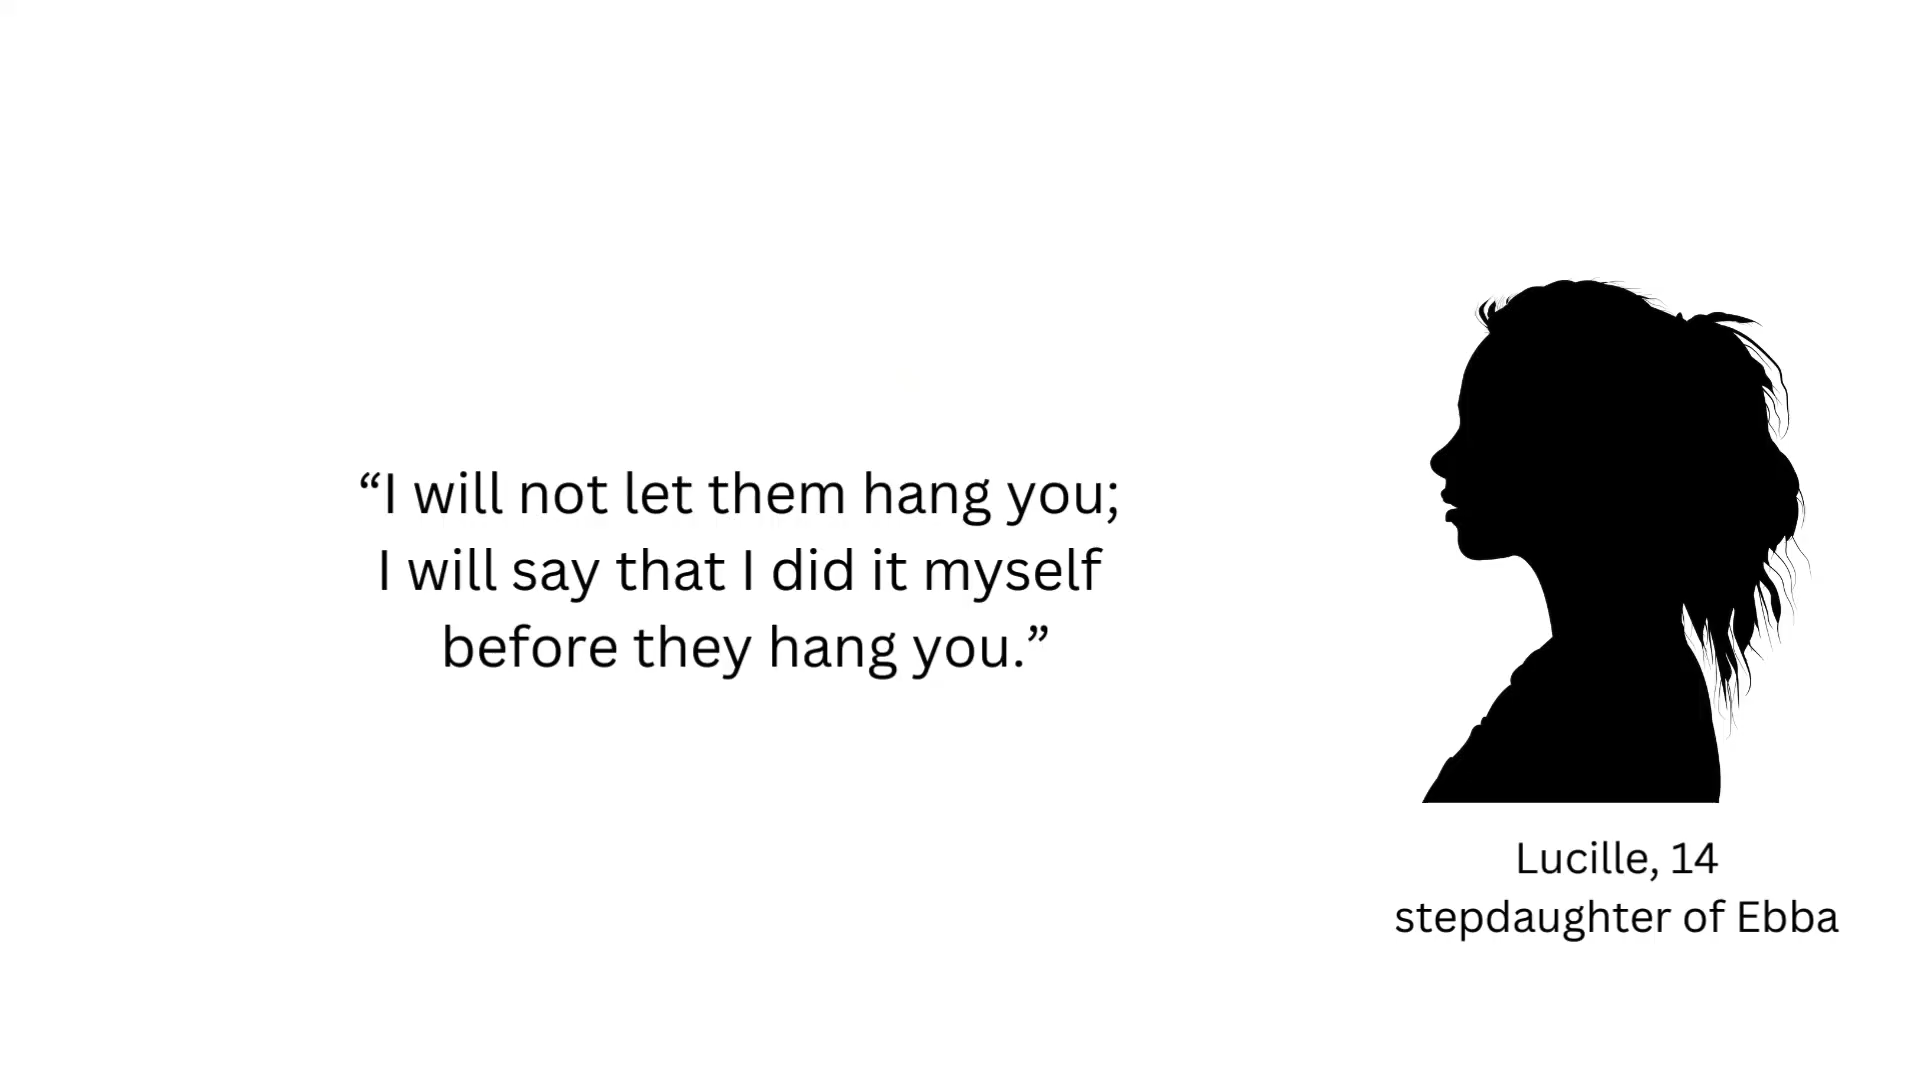 “I will not let them hang you;
I will say that I did it myself
before they hang you.”
Lucille, 14
stepdaughter of Ebba